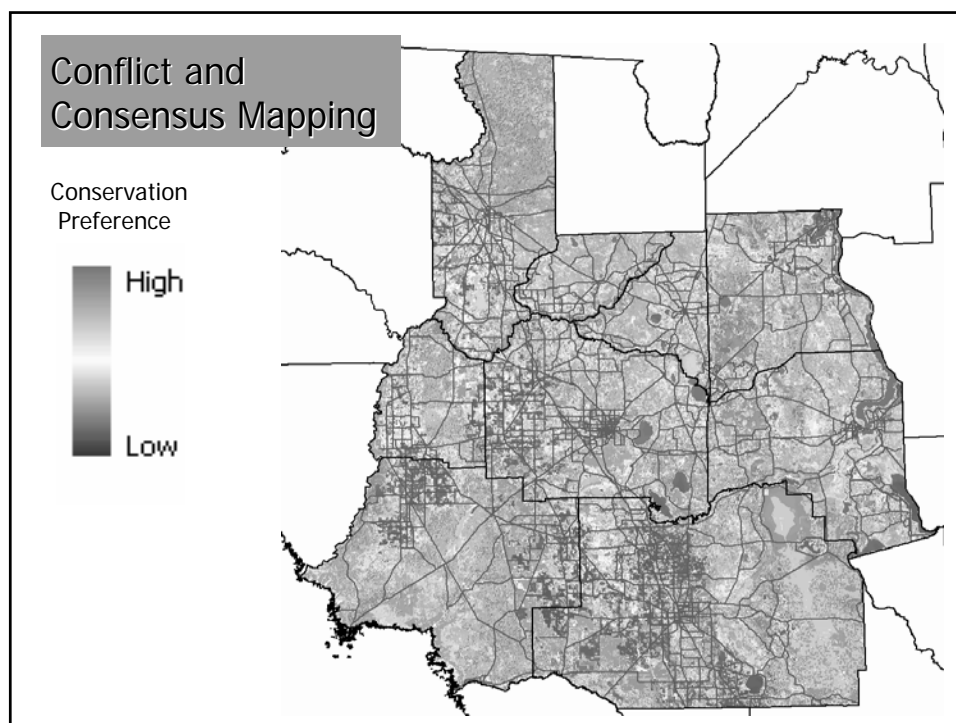 Conflict and
Consensus Mapping
Conservation
Preference
High
Low